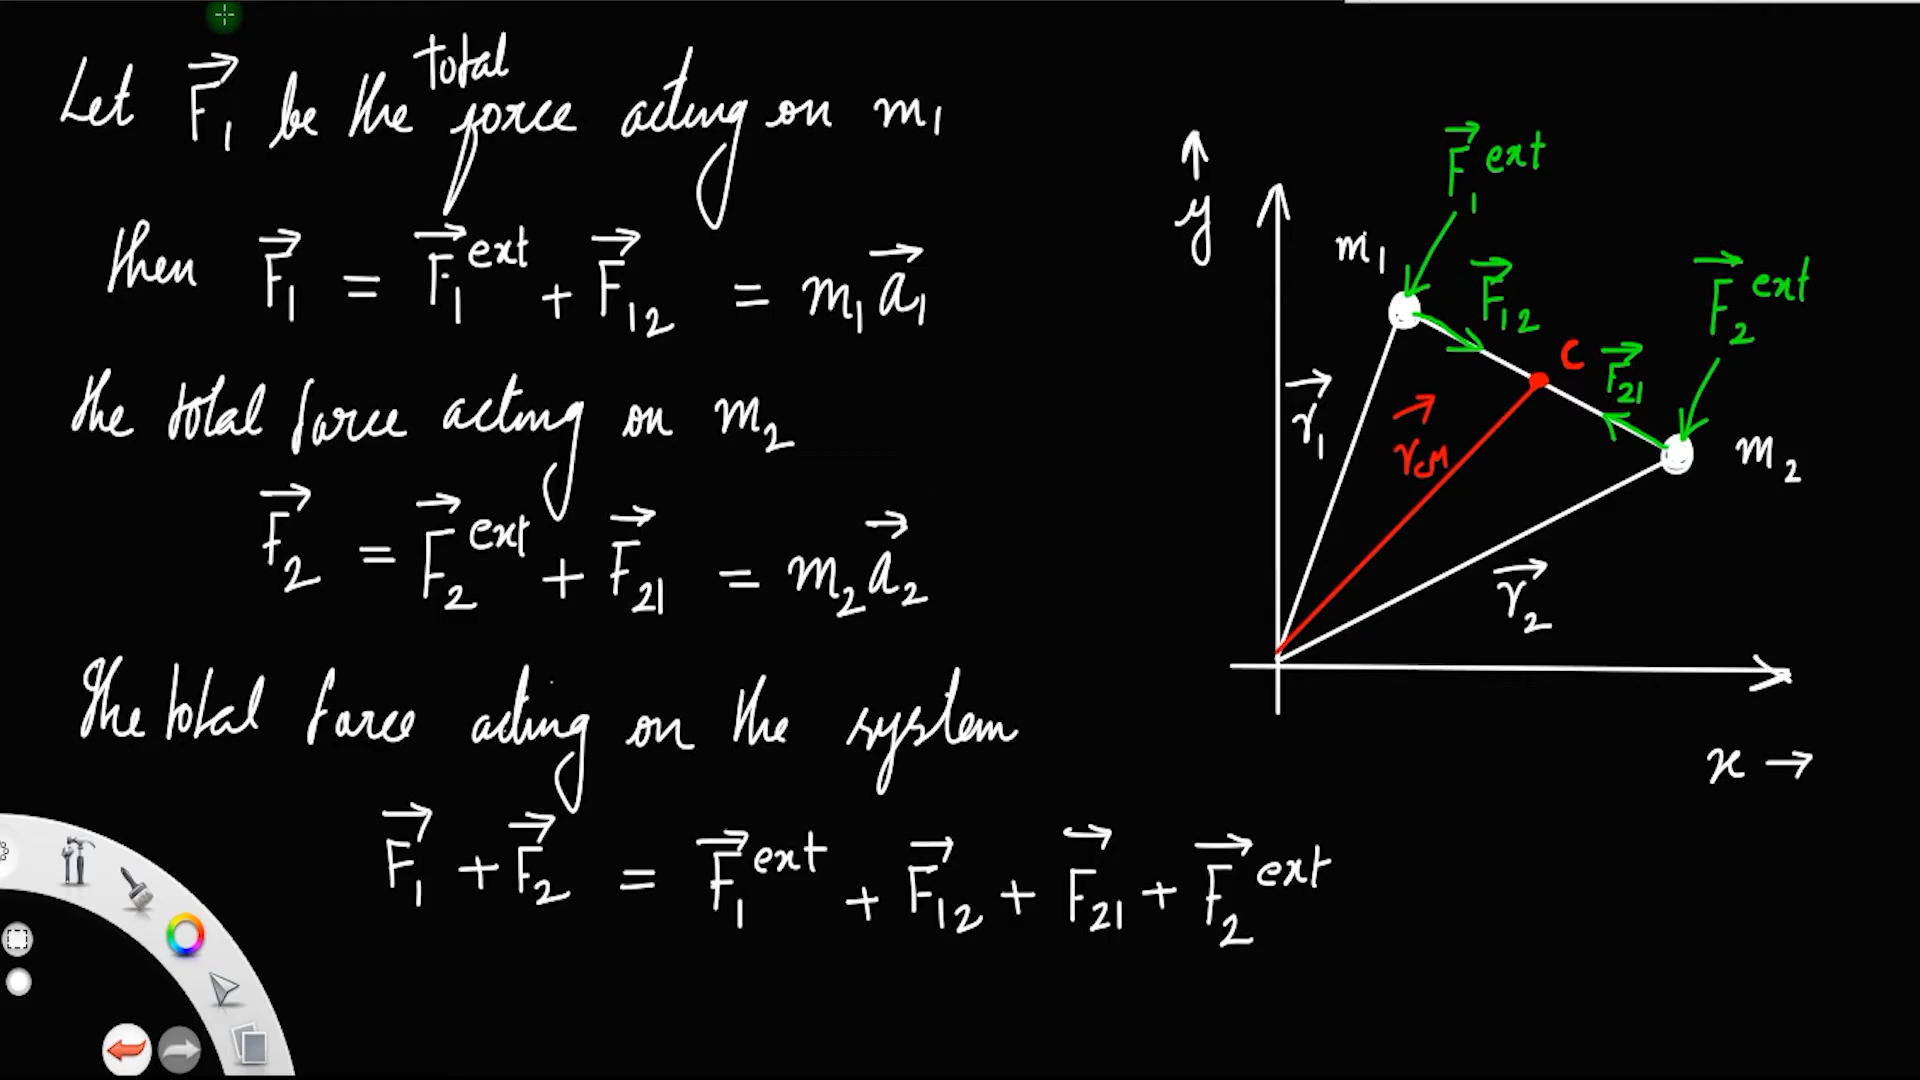 Let F⃗₁ be the total force acting on m₁
then F⃗₁ = F⃗₁ᵉˣᵗ + F⃗₁₂ = m₁a⃗₁
the total force acting on m₂
F⃗₂ = F⃗₂ᵉˣᵗ + F⃗₂₁ = m₂a⃗₂
The total force acting on the system
F⃗₁ + F⃗₂ = F⃗₁ᵉˣᵗ + F⃗₁₂ + F⃗₂₁ + F⃗₂ᵉˣᵗ
F⃗₁ᵉˣᵗ
y
m₁
F⃗₁₂
F⃗₂ᵉˣᵗ
C
F⃗₂₁
r⃗₁
r⃗CM
m₂
r⃗₂
x →